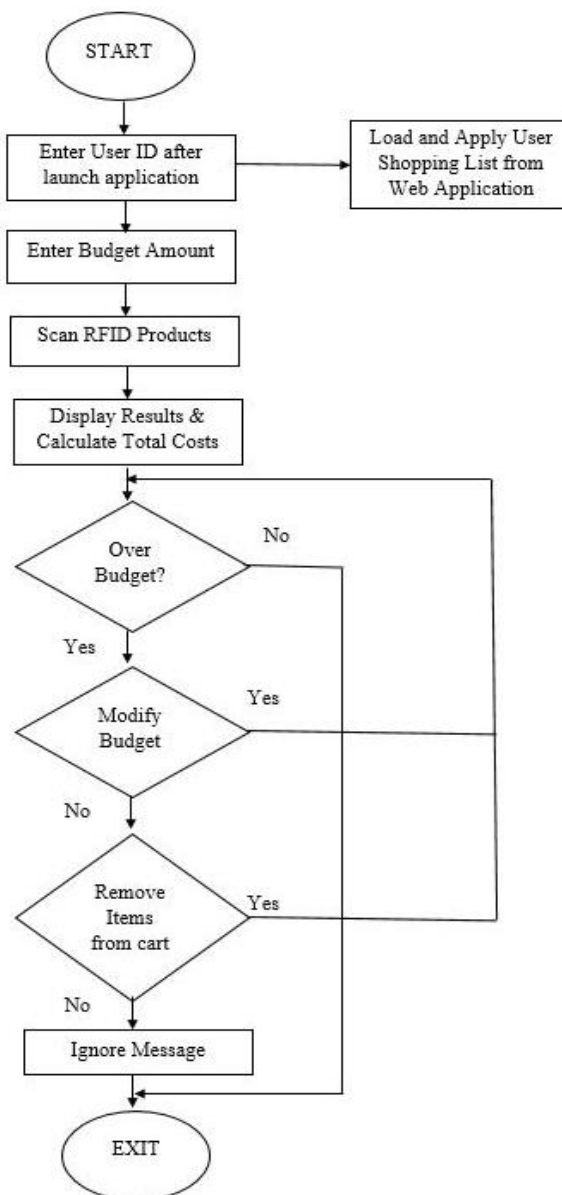 START
Enter User ID after
launch application
Load and Apply User
Shopping List from
Web Application
Enter Budget Amount
Scan RFID Products
Display Results &
Calculate Total Costs
Over
Budget?
No
Yes
Modify
Budget
Yes
No
Remove
Items
from cart
Yes
No
Ignore Message
EXIT